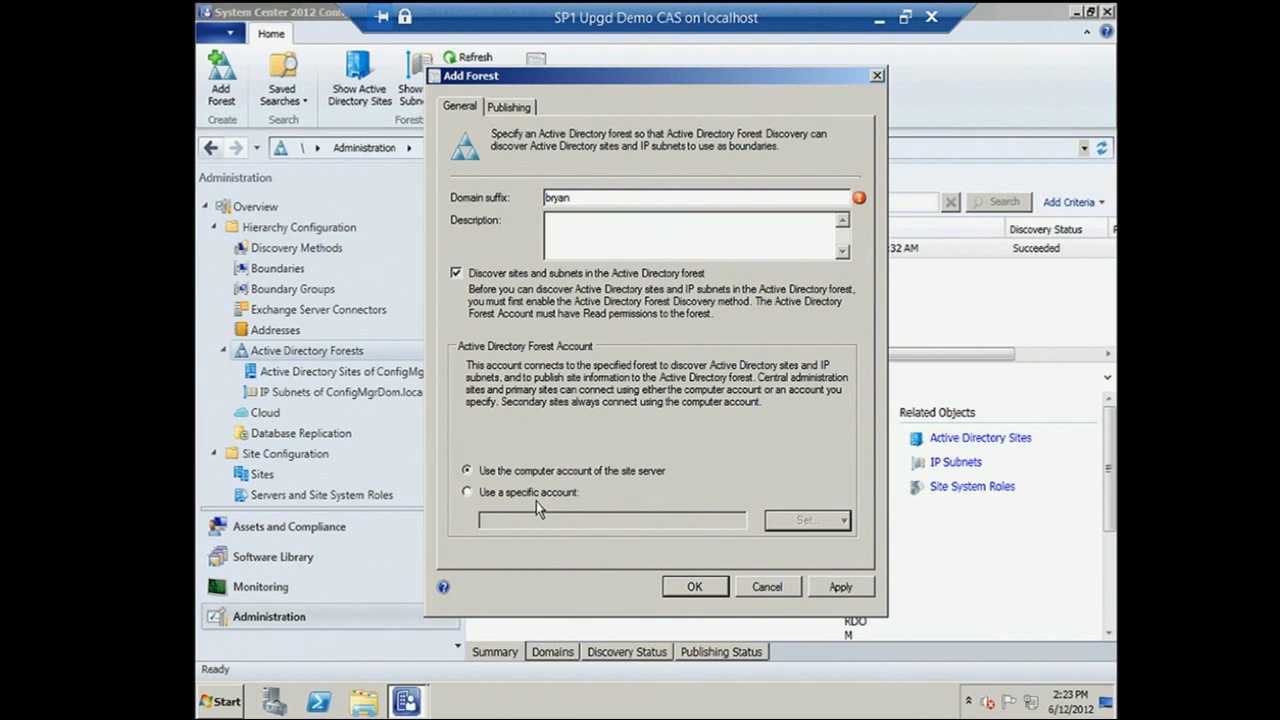 System Center 2012 Conf
SP1 Upgd Demo CAS on localhost
Home
Add Forest
Saved Searches
Show Active Directory Sites
Show Subn
Refresh
Create
Search
Forest
\ Administration
Search
Add Criteria
Administration
Overview
Hierarchy Configuration
Discovery Methods
Boundaries
Boundary Groups
Exchange Server Connectors
Addresses
Active Directory Forests
Active Directory Sites of ConfigMg
IP Subnets of ConfigMgrDom.loca
Cloud
Database Replication
Site Configuration
Sites
Servers and Site System Roles
Assets and Compliance
Software Library
Monitoring
Administration
Add Forest
General
Publishing
Specify an Active Directory forest so that Active Directory Forest Discovery can
discover Active Directory sites and IP subnets to use as boundaries.
Domain suffix:
bryan
Description:
Discover sites and subnets in the Active Directory forest
Before you can discover Active Directory sites and IP subnets in the Active Directory forest,
you must first enable the Active Directory Forest Discovery method. The Active Directory
Forest Account must have Read permissions to the forest.
Active Directory Forest Account
This account connects to the specified forest to discover Active Directory sites and IP
subnets, and to publish site information to the Active Directory forest. Central administration
sites and primary sites can connect using either the computer account or an account you
specify. Secondary sites always connect using the computer account.
Use the computer account of the site server
Use a specific account:
Set...
OK
Cancel
Apply
Discovery Status
:32 AM
Succeeded
Related Objects
Active Directory Sites
IP Subnets
Site System Roles
RDO
M
Summary
Domains
Discovery Status
Publishing Status
Ready
Start
2:23 PM
6/12/2012